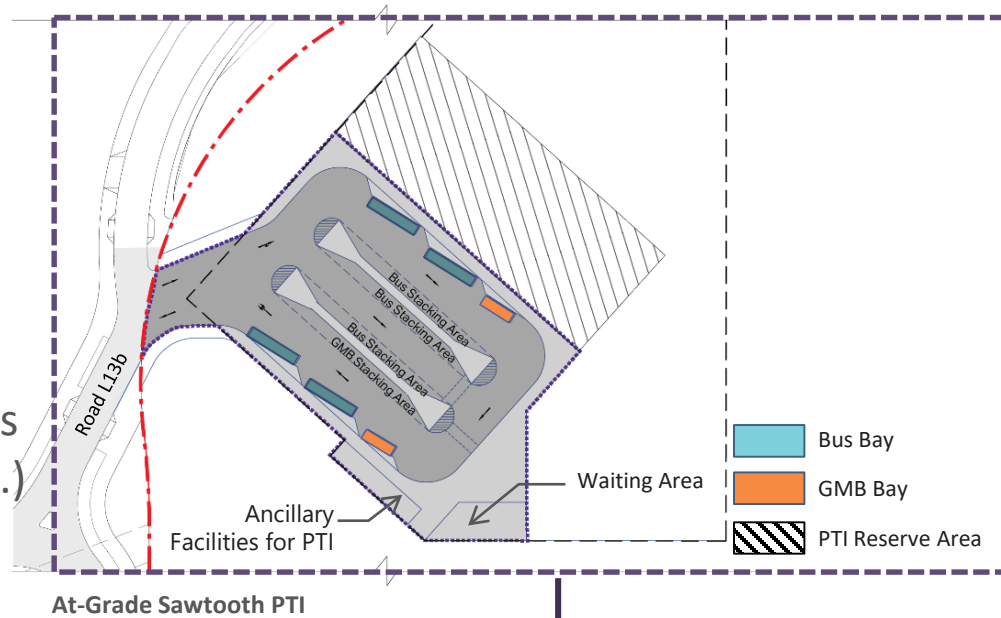 Bus Stacking Area
Bus Stacking Area
Bus Stacking Area
GMB Stacking Area
Road L13b
s
.)
Ancillary
Facilities for PTI
Waiting Area
Bus Bay
GMB Bay
PTI Reserve Area
At-Grade Sawtooth PTI